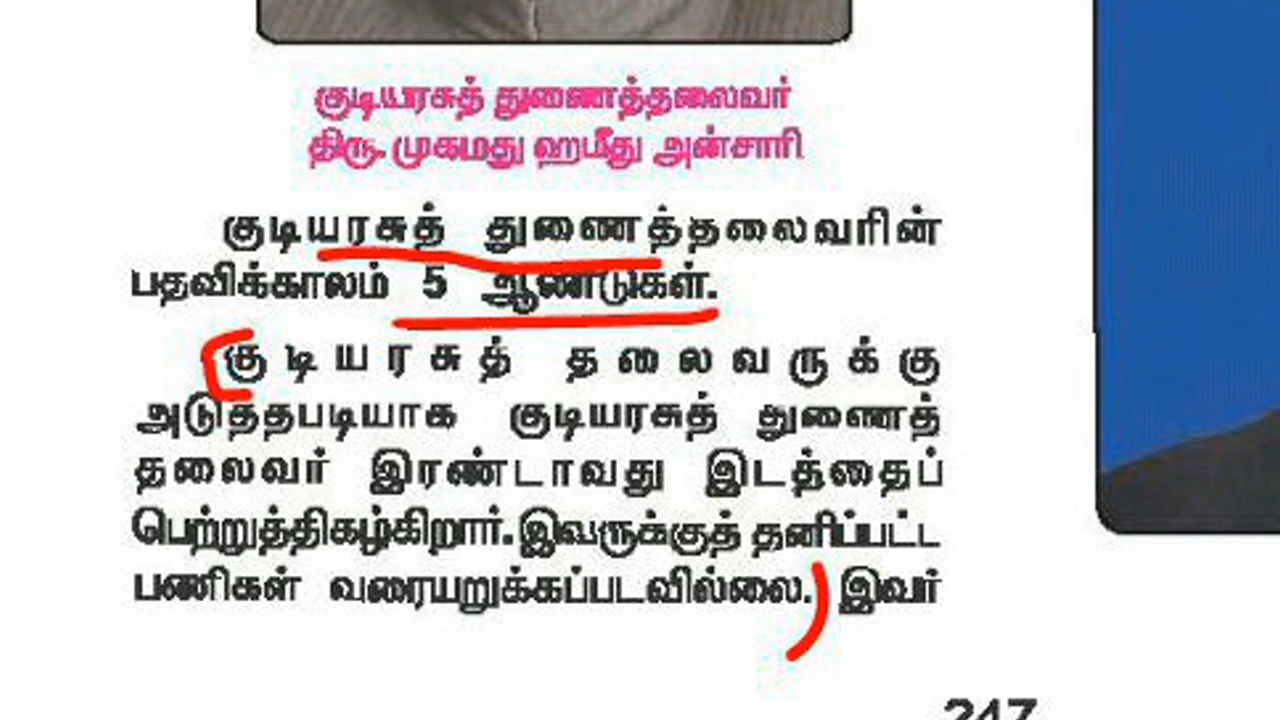 குடியரசுத் துணைத்தலைவர்
திரு. முகமது ஹமீது அன்சாரி
குடியரசுத் துணைத்தலைவரின்
பதவிக்காலம் 5 ஆண்டுகள்.
குடியரசுத் தலைவருக்கு
அடுத்தபடியாக குடியரசுத் துணைத்
தலைவர் இரண்டாவது இடத்தைப்
பெற்றுத்திகழ்கிறார். இவருக்குத் தனிப்பட்ட
பணிகள் வரையறுக்கப்படவில்லை. இவர்
247